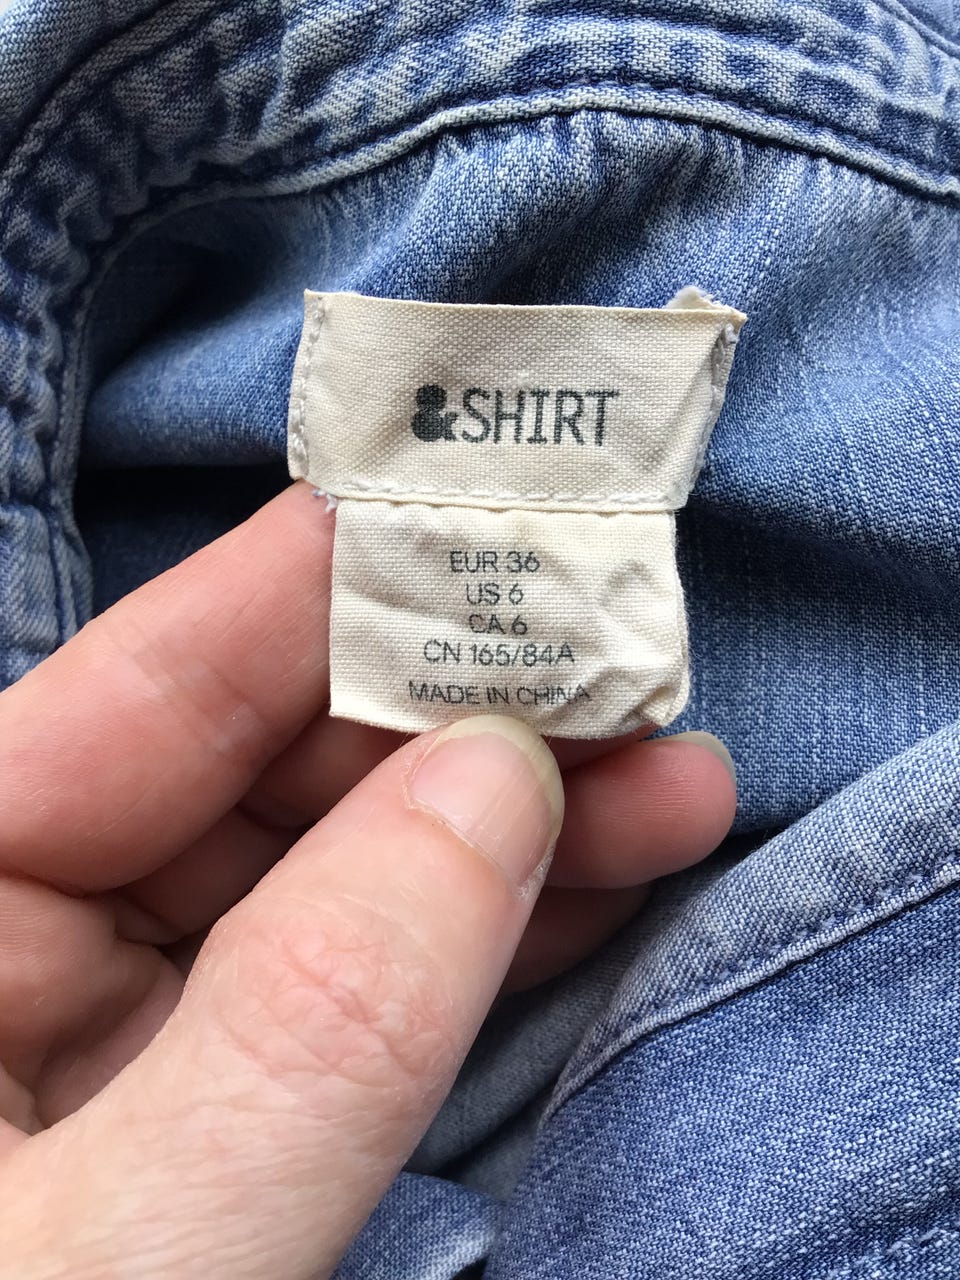 &SHIRT
EUR 36
US 6
CA 6
CN 165/84A
MADE IN CHINA